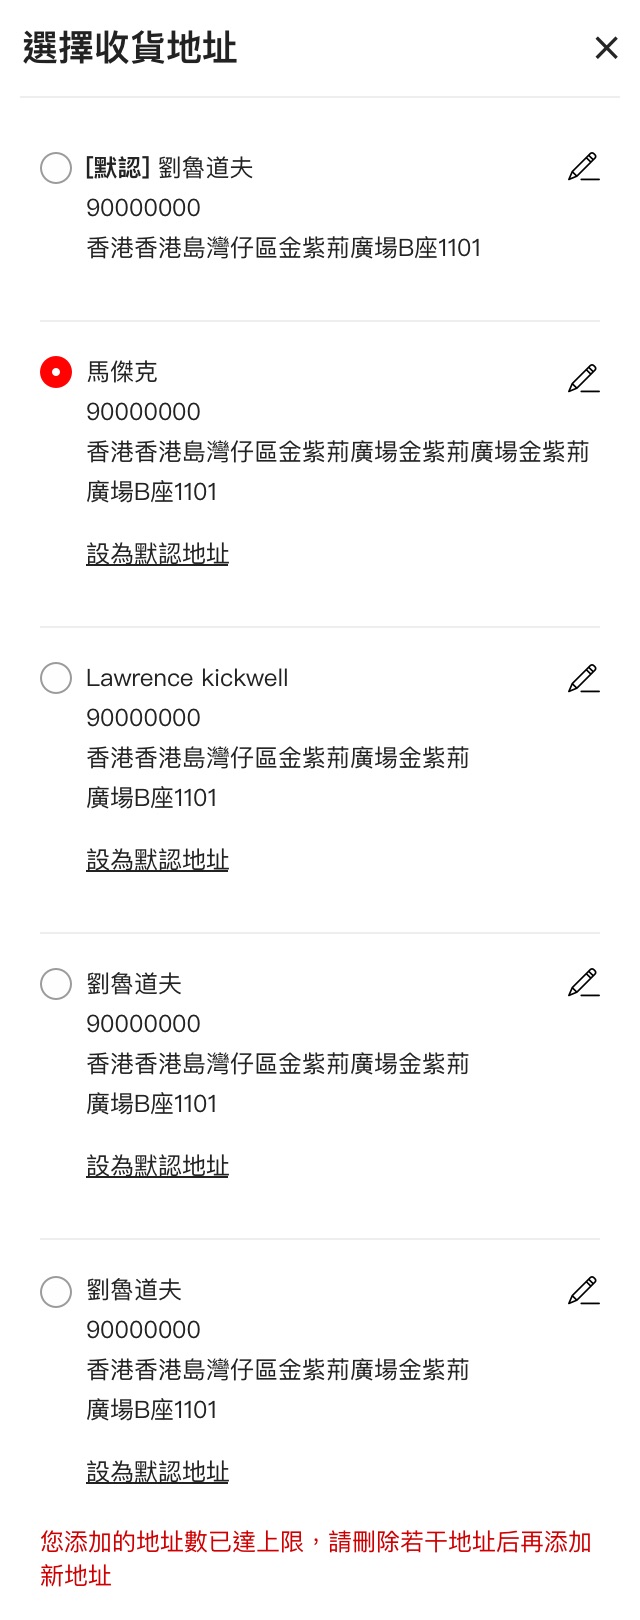 選擇收貨地址
[默認] 劉魯道夫
90000000
香港香港島灣仔區金紫荊廣場B座1101
馬傑克
90000000
香港香港島灣仔區金紫荊廣場金紫荊廣場金紫荊
廣場B座1101
設為默認地址
Lawrence kickwell
90000000
香港香港島灣仔區金紫荊廣場金紫荊
廣場B座1101
設為默認地址
劉魯道夫
90000000
香港香港島灣仔區金紫荊廣場金紫荊
廣場B座1101
設為默認地址
劉魯道夫
90000000
香港香港島灣仔區金紫荊廣場金紫荊
廣場B座1101
設為默認地址
您添加的地址數已達上限，請刪除若干地址后再添加
新地址